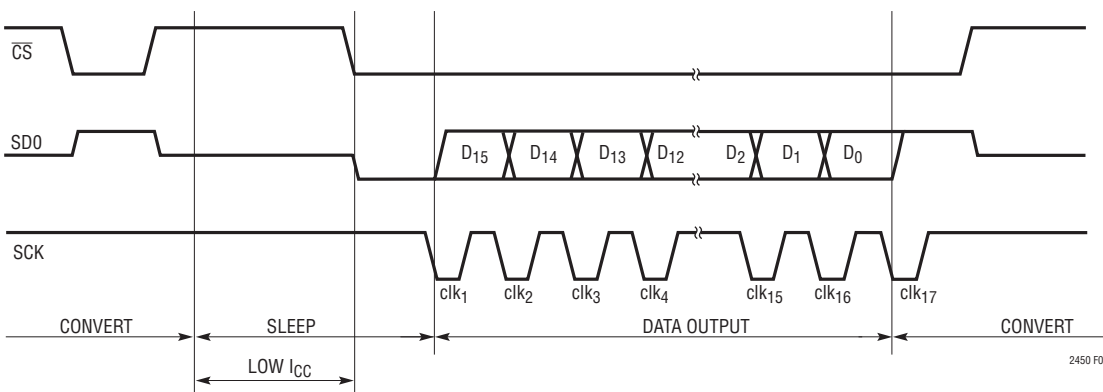 CS
SD0
D15 D14 D13 D12 D2 D1 D0
SCK
clk1 clk2 clk3 clk4 clk15 clk16 clk17
CONVERT SLEEP DATA OUTPUT CONVERT
LOW ICC
2450 F0